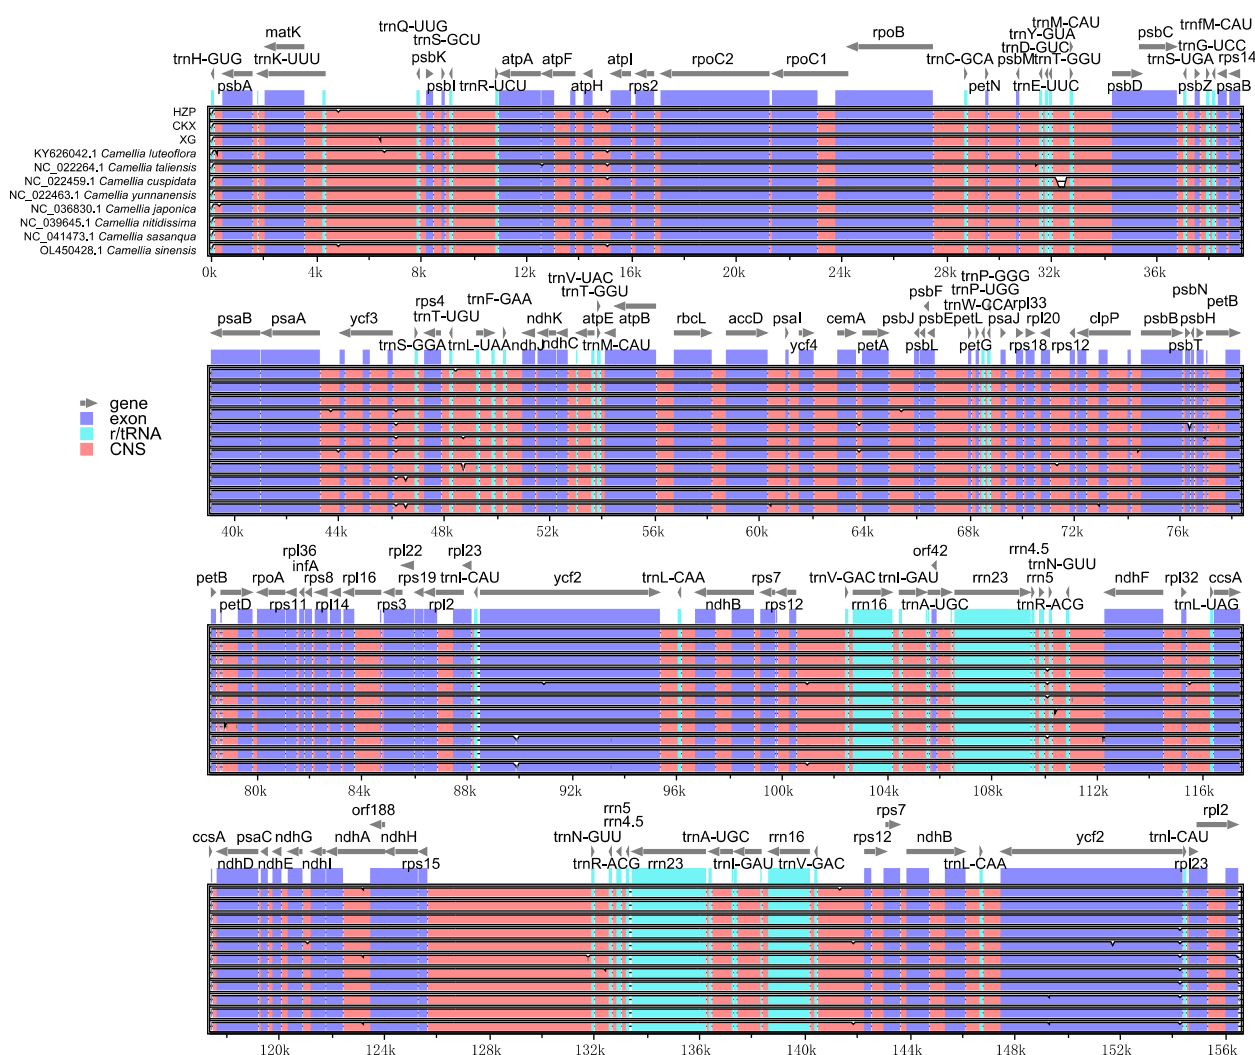 trnQ-UUG trnM-CAU
matK trnS-GCU rpoB trnY-GUA psbC trnfM-CAU
trnD-GUC trnG-UCC
trnH-GUG trnK-UUU psbK atpA atpF atpI rpoC2 rpoC1 trnC-GCA psbM trnT-GGU trnS-UGA rps14
psbA psbI trnR-UCU atpH rps2 petN trnE-UUC psbD psbZ psaB
HZP
CKX
XG
KY626042.1 Camellia luteoflora
NC_022264.1 Camellia taliensis
NC_022459.1 Camellia cuspidata
NC_022463.1 Camellia yunnanensis
NC_036830.1 Camellia japonica
NC_039645.1 Camellia nitidissima
NC_041473.1 Camellia sasanqua
OL450428.1 Camellia sinensis
0k 4k 8k 12k 16k 20k 24k 28k 32k 36k
trnV-UAC trnP-GGG
rps4 trnF-GAA trnT-GGU psbF trnP-UGG psbN
trnT-UGU trnW-CCA rpl33 petB
psaB psaA ycf3 ndhK atpE atpB rbcL accD psaI cemA psbJ psbE petL psaJ rpl20 clpP psbB psbH
trnS-GGA trnL-UAA ndhJ ndhC trnM-CAU ycf4 petA psbL petG rps18 rps12 psbT
40k 44k 48k 52k 56k 60k 64k 68k 72k 76k
gene
exon
r/tRNA
CNS
rpl36 rpl22 rpl23 orf42 rrn4.5
infA trnN-GUU
petB rpoA rps8 rpl16 rps19 trnI-CAU ycf2 trnL-CAA rps7 trnV-GAC trnI-GAU rrn23 rrn5 ndhF rpl32 ccsA
petD rps11 rpl14 rps3 rpl2 ndhB rps12 rrn16 trnA-UGC trnR-ACG trnL-UAG
80k 84k 88k 92k 96k 100k 104k 108k 112k 116k
orf188 rrn5 rps7 rpl2
ccsA psaC ndhG ndhA ndhH trnN-GUU rrn4.5 trnA-UGC rrn16 rps12 ndhB ycf2 trnI-CAU
ndhD ndhE ndhI rps15 trnR-ACG rrn23 trnI-GAU trnV-GAC trnL-CAA rpl23
120k 124k 128k 132k 136k 140k 144k 148k 152k 156k